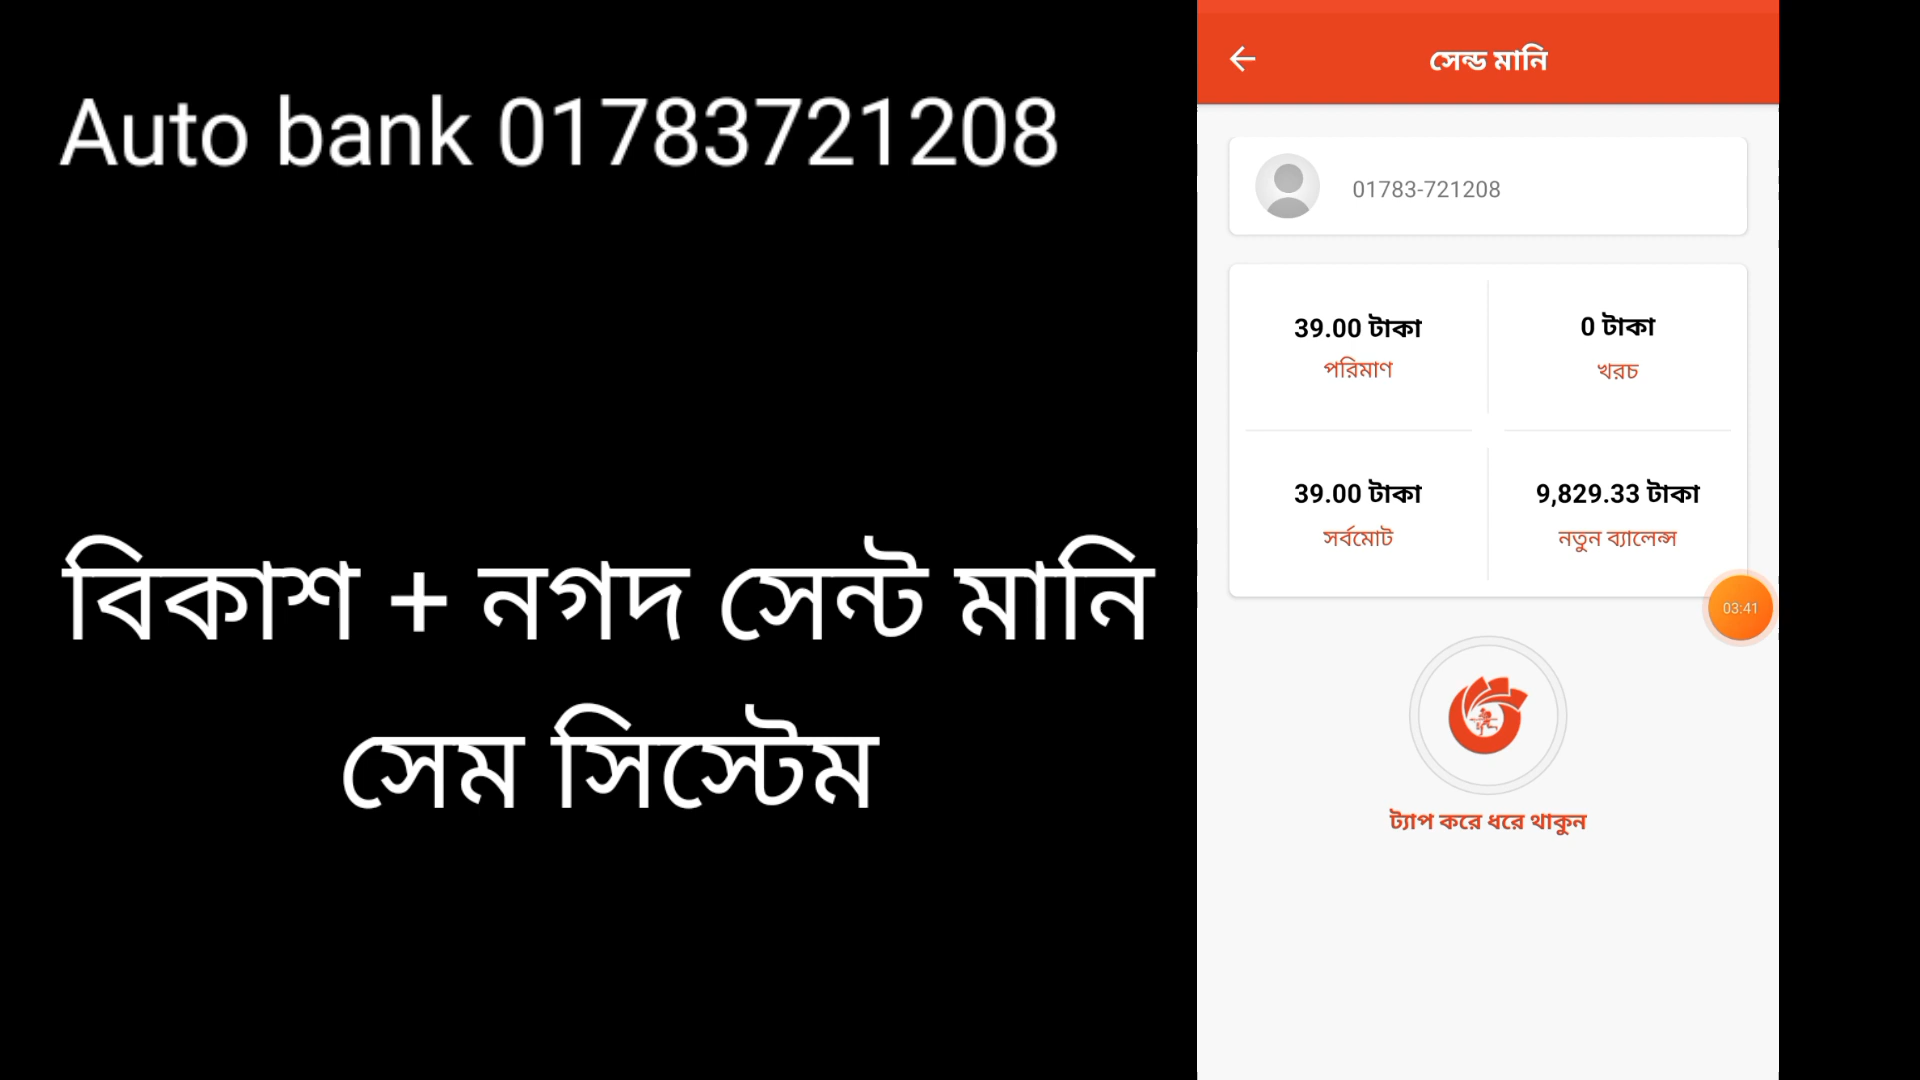 Auto bank 01783721208
বিকাশ + নগদ সেন্ট মানি
সেম সিস্টেম
সেন্ড মানি
01783-721208
39.00 টাকা
পরিমাণ
0 টাকা
খরচ
39.00 টাকা
সর্বমোট
9,829.33 টাকা
নতুন ব্যালেন্স
03:41
ট্যাপ করে ধরে থাকুন